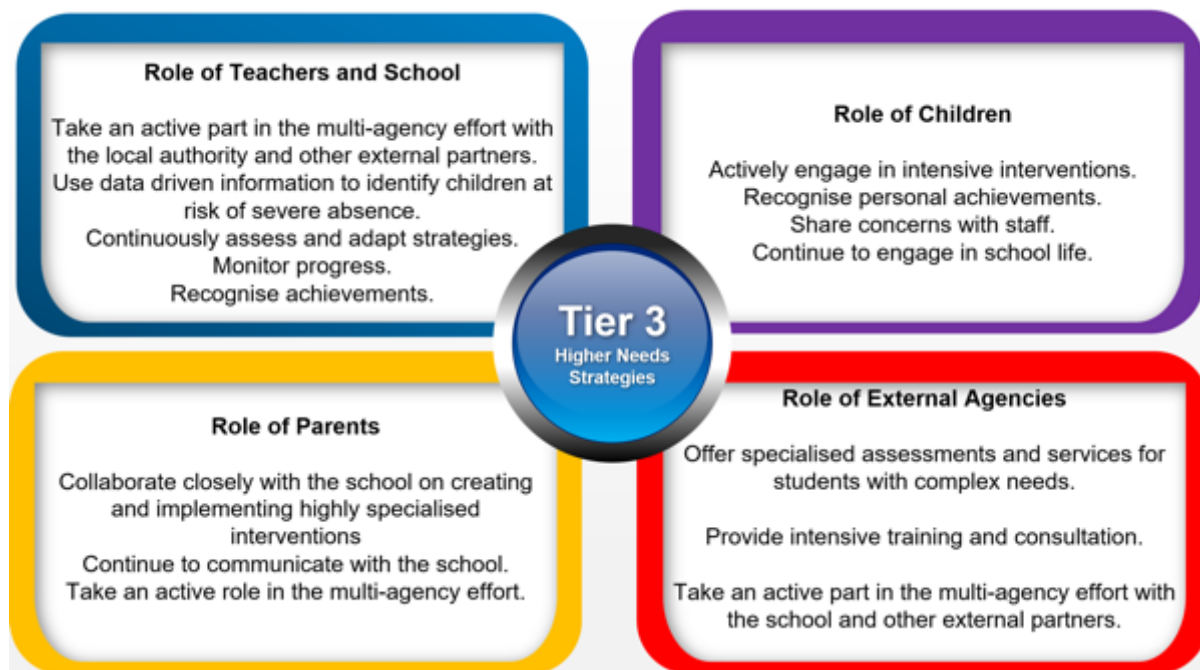 Role of Teachers and School
Take an active part in the multi-agency effort with
the local authority and other external partners.
Use data driven information to identify children at
risk of severe absence.
Continuously assess and adapt strategies.
Monitor progress.
Recognise achievements.
Role of Children
Actively engage in intensive interventions.
Recognise personal achievements.
Share concerns with staff.
Continue to engage in school life.
Tier 3
Higher Needs
Strategies
Role of Parents
Collaborate closely with the school on creating
and implementing highly specialised
interventions
Continue to communicate with the school.
Take an active role in the multi-agency effort.
Role of External Agencies
Offer specialised assessments and services for
students with complex needs.
Provide intensive training and consultation.
Take an active part in the multi-agency effort with
the school and other external partners.